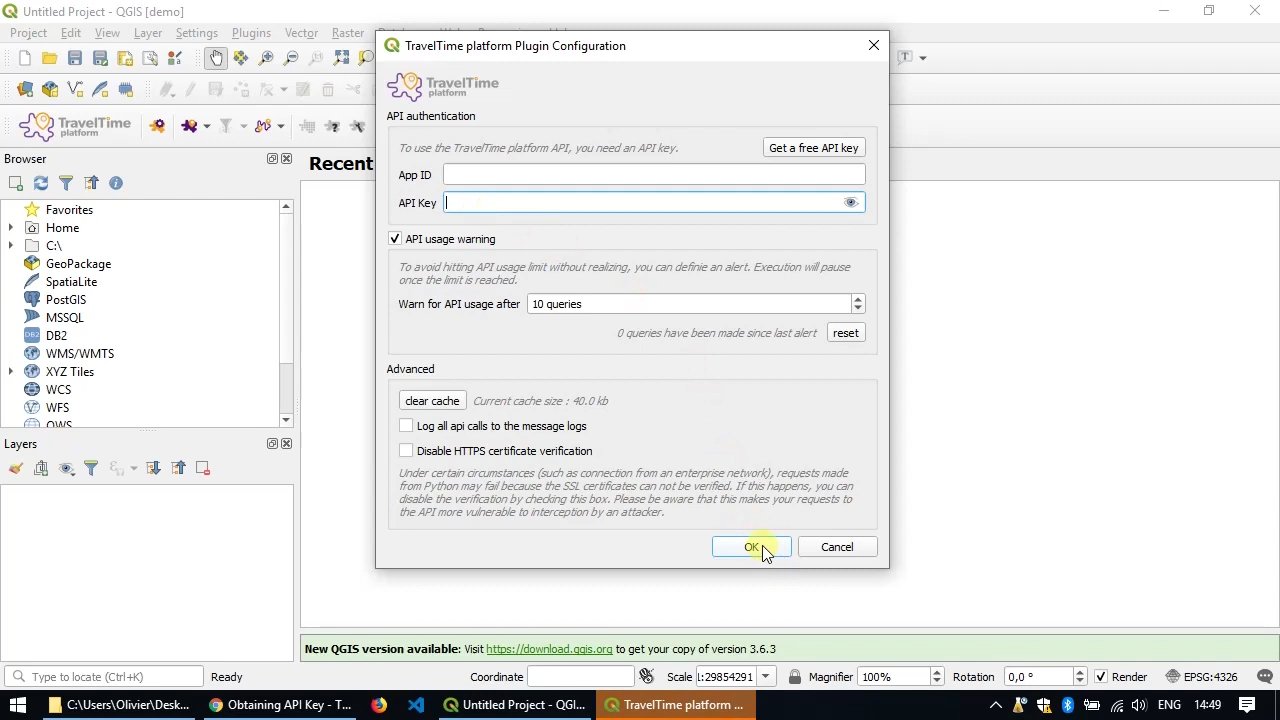 Untitled Project - QGIS [demo]
Project Edit View Layer Settings Plugins Vector Raster
TravelTime platform Plugin Configuration
TravelTime
platform
API authentication
To use the TravelTime platform API, you need an API key.
Get a free API key
App ID
API Key
API usage warning
To avoid hitting API usage limit without realizing, you can definie an alert. Execution will pause
once the limit is reached.
Warn for API usage after
10 queries
0 queries have been made since last alert
reset
Advanced
clear cache
Current cache size : 40.0 kb
Log all api calls to the message logs
Disable HTTPS certificate verification
Under certain circumstances (such as connection from an enterprise network), requests made
from Python may fail because the SSL certificates can not be verified. If this happens, you can
disable the verification by checking this box. Please be aware that this makes your requests to
the API more vulnerable to interception by an attacker.
OK
Cancel
TravelTime
platform
Browser
Recent
Favorites
Home
C:\
GeoPackage
SpatiaLite
PostGIS
MSSQL
DB2
DB2
WMS/WMTS
XYZ Tiles
WCS
WFS
OWS
Layers
New QGIS version available: Visit https://download.qgis.org to get your copy of version 3.6.3
Type to locate (Ctrl+K)
Ready
Coordinate
Scale
1:29854291
Magnifier
100%
Rotation
0,0 °
Render
EPSG:4326
C:\Users\Olivier\Desk...
Obtaining API Key - T...
Untitled Project - QGI...
TravelTime platform ...
ENG
14:49